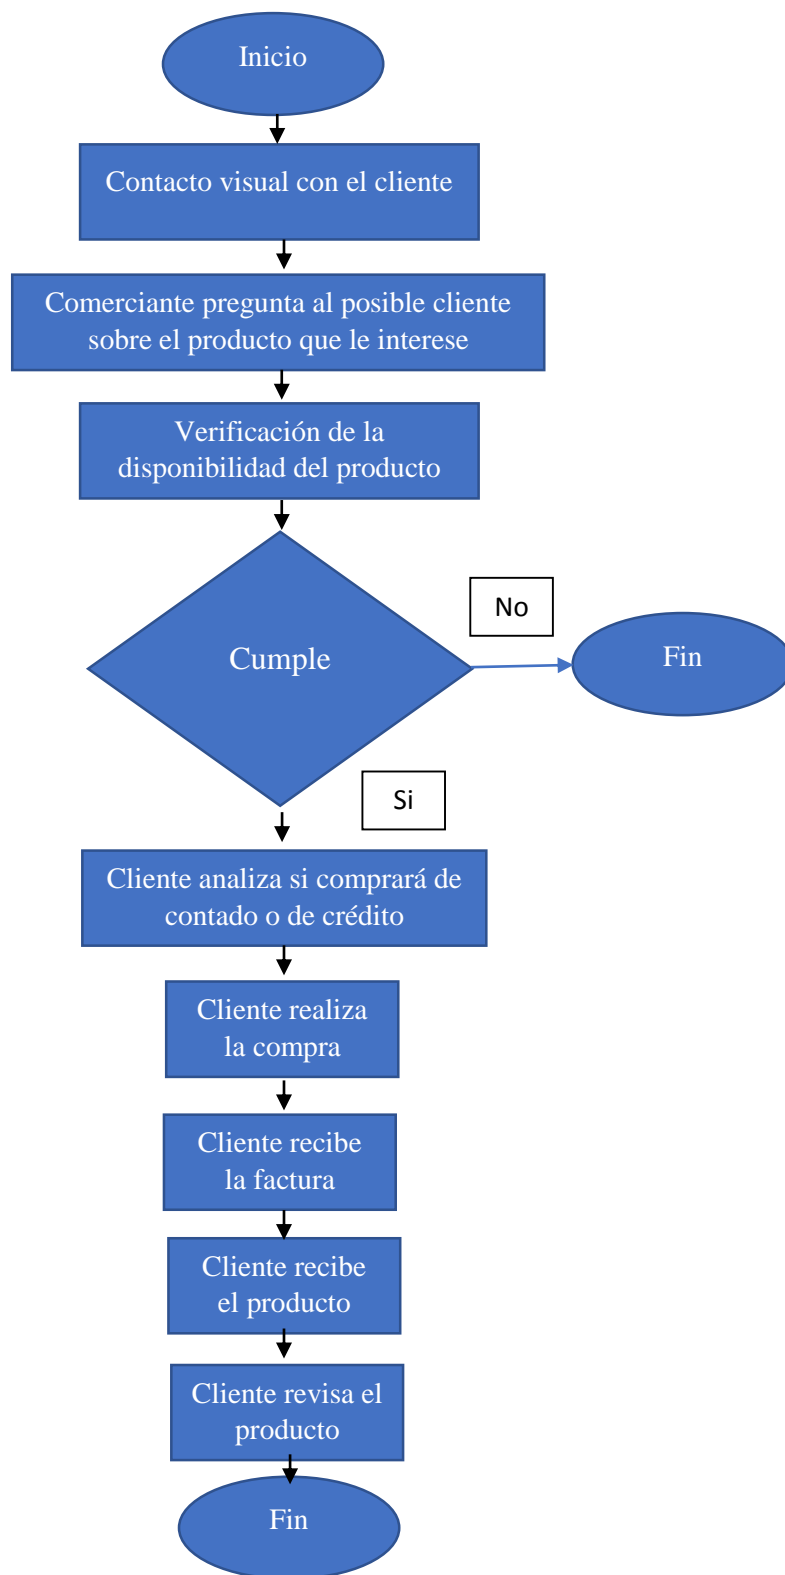 Inicio
Contacto visual con el cliente
Comerciante pregunta al posible cliente
sobre el producto que le interese
Verificación de la
disponibilidad del producto
Cumple
No
Fin
Si
Cliente analiza si comprará de
contado o de crédito
Cliente realiza
la compra
Cliente recibe
la factura
Cliente recibe
el producto
Cliente revisa el
producto
Fin